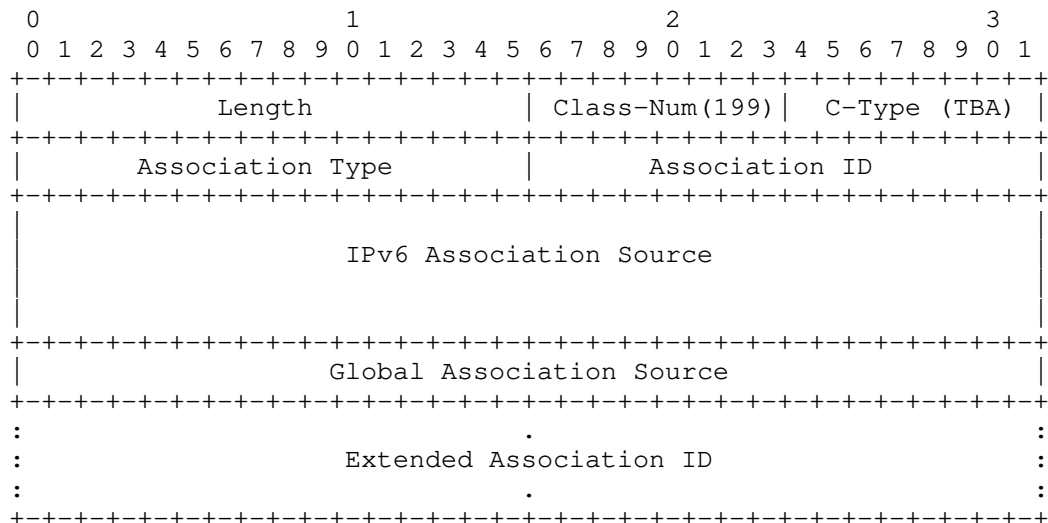 0                   1                   2                   3
 0 1 2 3 4 5 6 7 8 9 0 1 2 3 4 5 6 7 8 9 0 1 2 3 4 5 6 7 8 9 0 1
+-+-+-+-+-+-+-+-+-+-+-+-+-+-+-+-+-+-+-+-+-+-+-+-+-+-+-+-+-+-+-+-+
|            Length             | Class-Num(199)|  C-Type (TBA) |
+-+-+-+-+-+-+-+-+-+-+-+-+-+-+-+-+-+-+-+-+-+-+-+-+-+-+-+-+-+-+-+-+
|       Association Type        |       Association ID          |
+-+-+-+-+-+-+-+-+-+-+-+-+-+-+-+-+-+-+-+-+-+-+-+-+-+-+-+-+-+-+-+-+
|                                                               |
|                    IPv6 Association Source                    |
|                                                               |
|                                                               |
+-+-+-+-+-+-+-+-+-+-+-+-+-+-+-+-+-+-+-+-+-+-+-+-+-+-+-+-+-+-+-+-+
|                   Global Association Source                   |
+-+-+-+-+-+-+-+-+-+-+-+-+-+-+-+-+-+-+-+-+-+-+-+-+-+-+-+-+-+-+-+-+
:                               .                               :
:                    Extended Association ID                    :
:                               .                               :
+-+-+-+-+-+-+-+-+-+-+-+-+-+-+-+-+-+-+-+-+-+-+-+-+-+-+-+-+-+-+-+-+